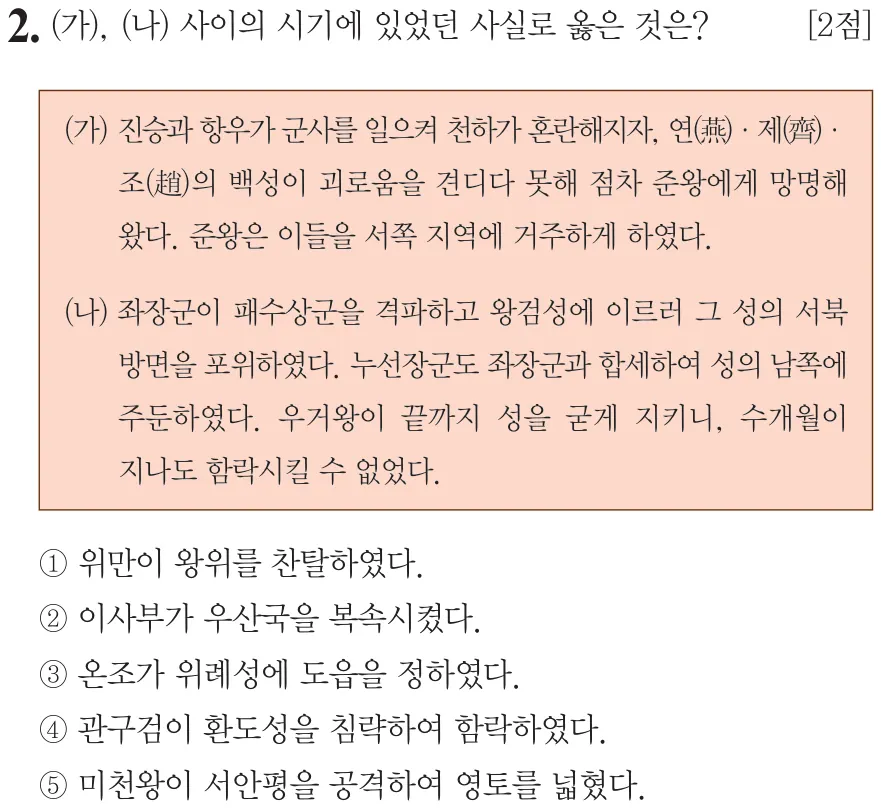 2. (가), (나) 사이의 시기에 있었던 사실로 옳은 것은? [2점]
(가) 진승과 항우가 군사를 일으켜 천하가 혼란해지자, 연(燕)·제(齊)·
조(趙)의 백성이 괴로움을 견디다 못해 점차 준왕에게 망명해
왔다. 준왕은 이들을 서쪽 지역에 거주하게 하였다.
(나) 좌장군이 패수상군을 격파하고 왕검성에 이르러 그 성의 서북
방면을 포위하였다. 누선장군도 좌장군과 합세하여 성의 남쪽에
주둔하였다. 우거왕이 끝까지 성을 굳게 지키니, 수개월이
지나도 함락시킬 수 없었다.
① 위만이 왕위를 찬탈하였다.
② 이사부가 우산국을 복속시켰다.
③ 온조가 위례성에 도읍을 정하였다.
④ 관구검이 환도성을 침략하여 함락하였다.
⑤ 미천왕이 서안평을 공격하여 영토를 넓혔다.